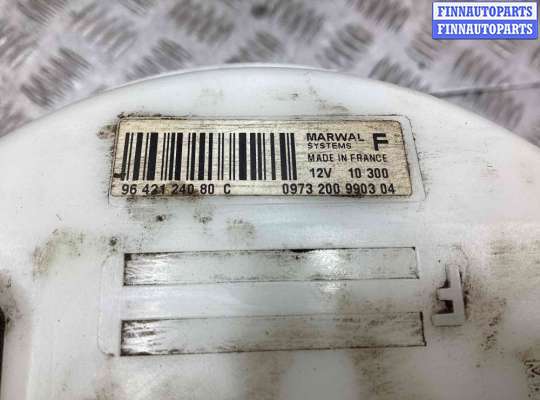 FINNAUTOPARTS
FINNAUTOPARTS
MARWAL F
SYSTEMS
MADE IN FRANCE
12V 10 300
96 421 240 80 C 0973 200 9903 04
F